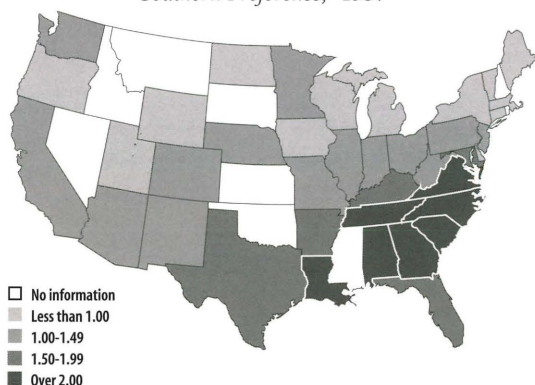 No information
Less than 1.00
1.00-1.49
1.50-1.99
Over 2.00